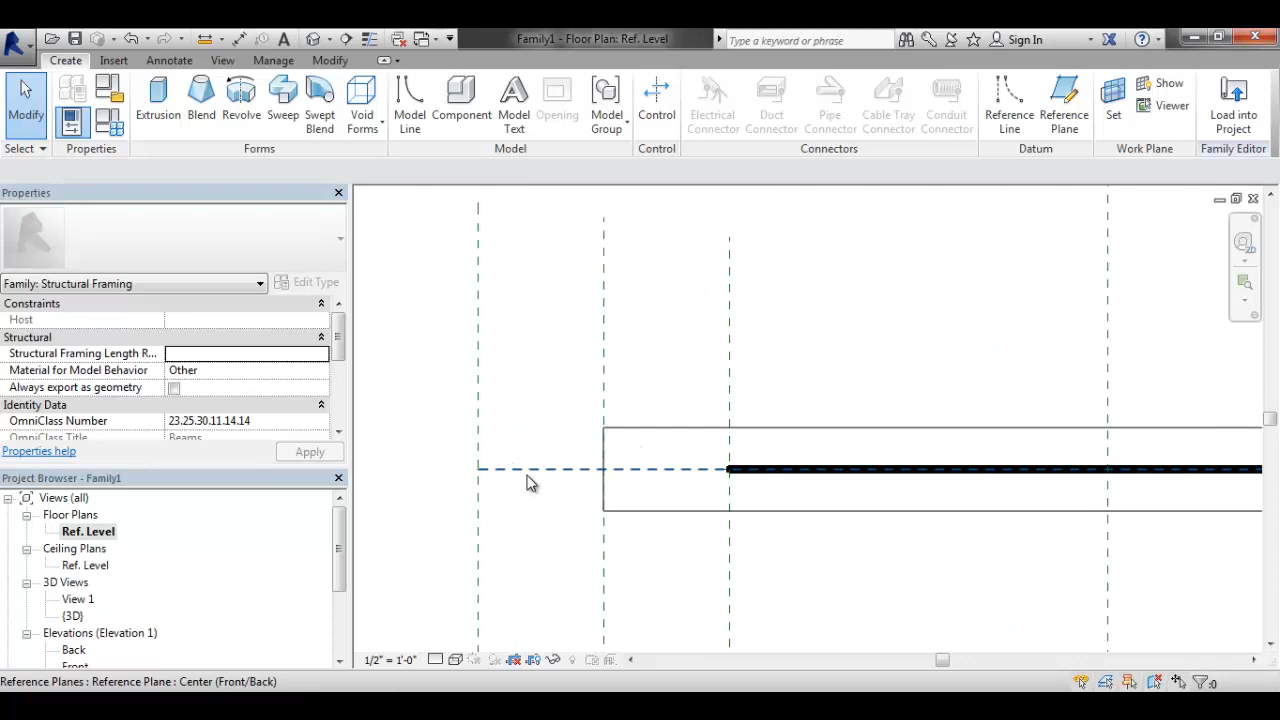 Family1 - Floor Plan: Ref. Level
Type a keyword or phrase
Sign In
Create Insert Annotate View Manage Modify
Modify
Extrusion Blend Revolve Sweep Swept Blend Void Forms
Model Line Component Model Text Opening Model Group
Control
Electrical Connector Duct Connector Pipe Connector Cable Tray Connector Conduit Connector
Reference Line Reference Plane
Set Show Viewer
Load into Project
Select Properties Forms Model Control Connectors Datum Work Plane Family Editor
Properties
Family: Structural Framing Edit Type
Constraints
Host
Structural
Structural Framing Length R...
Material for Model Behavior Other
Always export as geometry
Identity Data
OmniClass Number 23.25.30.11.14.14
OmniClass Title Beams
Properties help Apply
Project Browser - Family1
Views (all)
Floor Plans
Ref. Level
Ceiling Plans
Ref. Level
3D Views
View 1
{3D}
Elevations (Elevation 1)
Back
Front
1/2" = 1'-0"
Reference Planes : Reference Plane : Center (Front/Back)
:0
2D